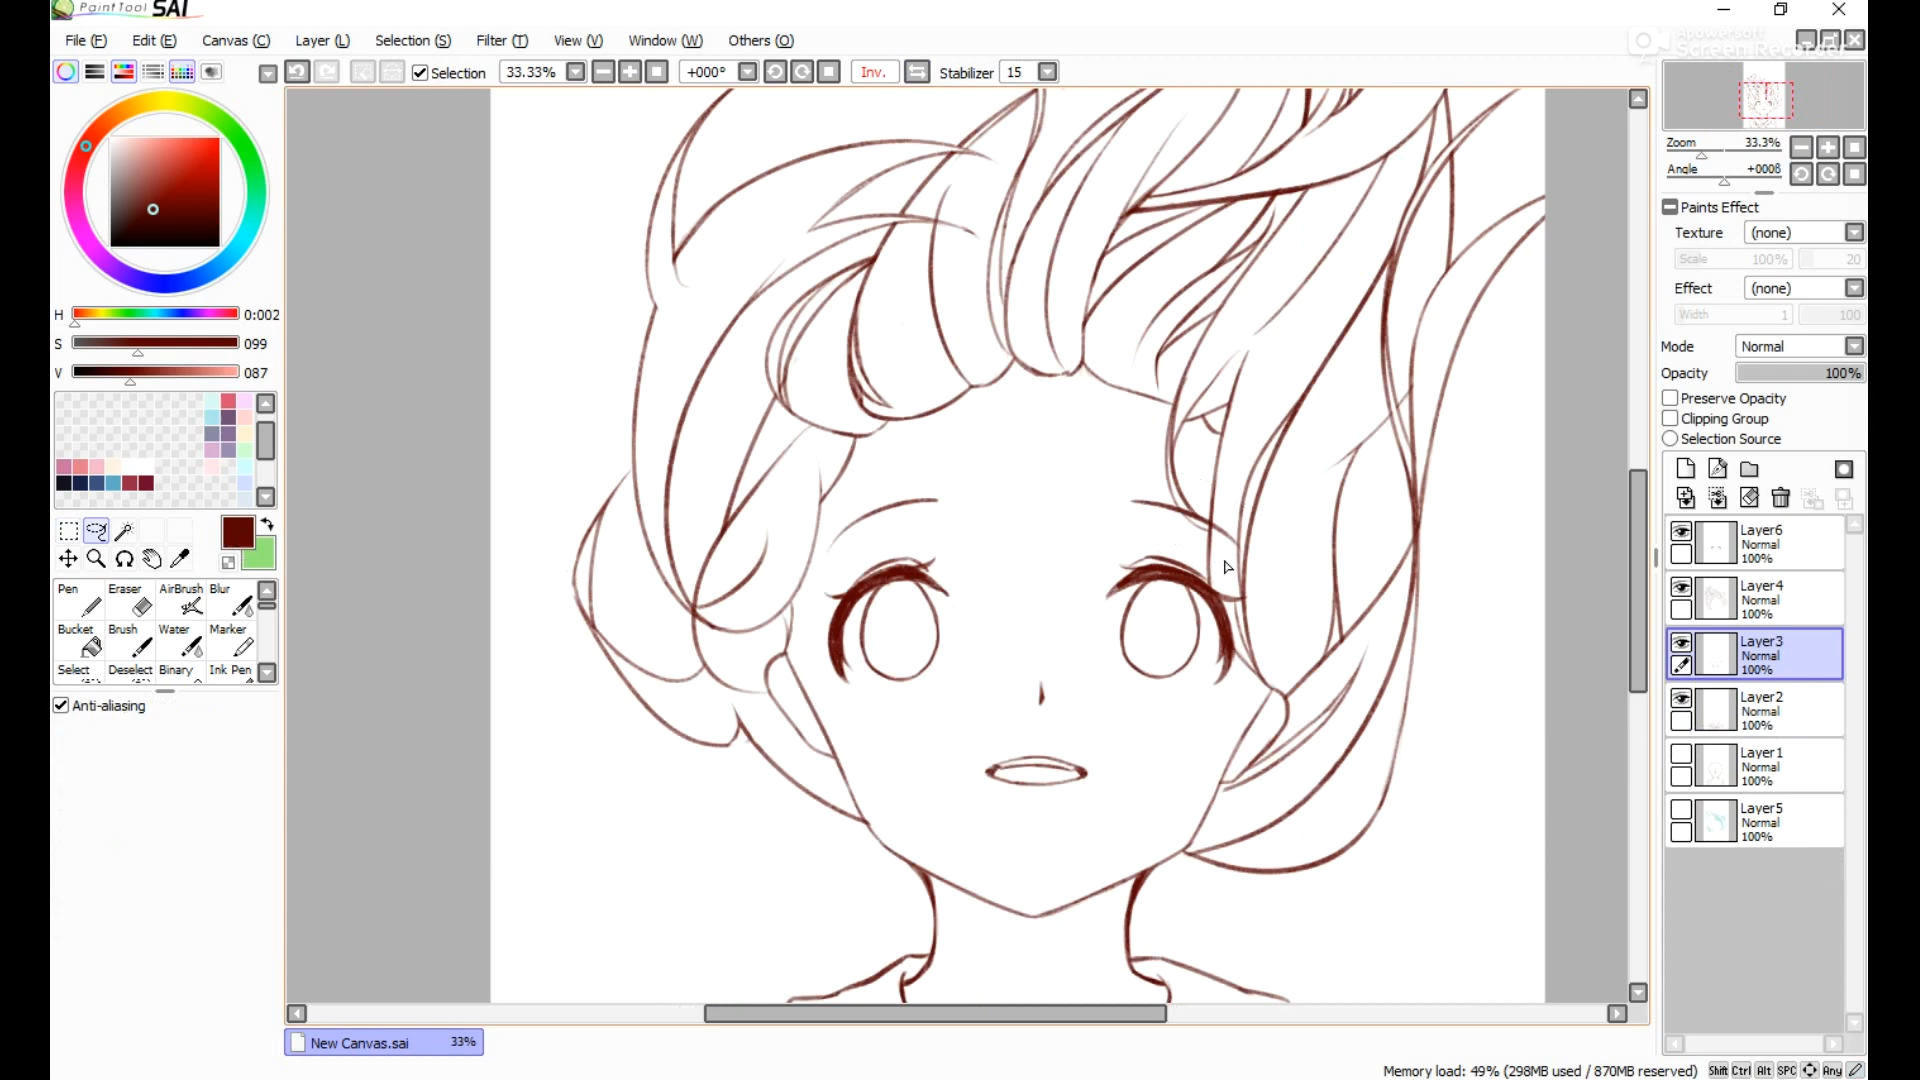 PaintTool SAI
File (F) Edit (E) Canvas (C) Layer (L) Selection (S) Filter (T) View (V) Window (W) Others (O)
Apowersoft
Screen Recorder
Selection 33.33% +000° Inv. Stabilizer 15
Zoom 33.3%
Angle +000ß
Paints Effect
Texture (none)
Scale 100% 20
Effect (none)
Width 1 100
Mode Normal
Opacity 100%
Preserve Opacity
Clipping Group
Selection Source
H 0:002
S 099
V 087
Pen Eraser AirBrush Blur
Bucket Brush Water Marker
Select Deselect Binary Ink Pen
Anti-aliasing
Layer6
Normal
100%
Layer4
Normal
100%
Layer3
Normal
100%
Layer2
Normal
100%
Layer1
Normal
100%
Layer5
Normal
100%
New Canvas.sai 33%
Memory load: 49% (298MB used / 870MB reserved) Shift Ctrl Alt SPC Any